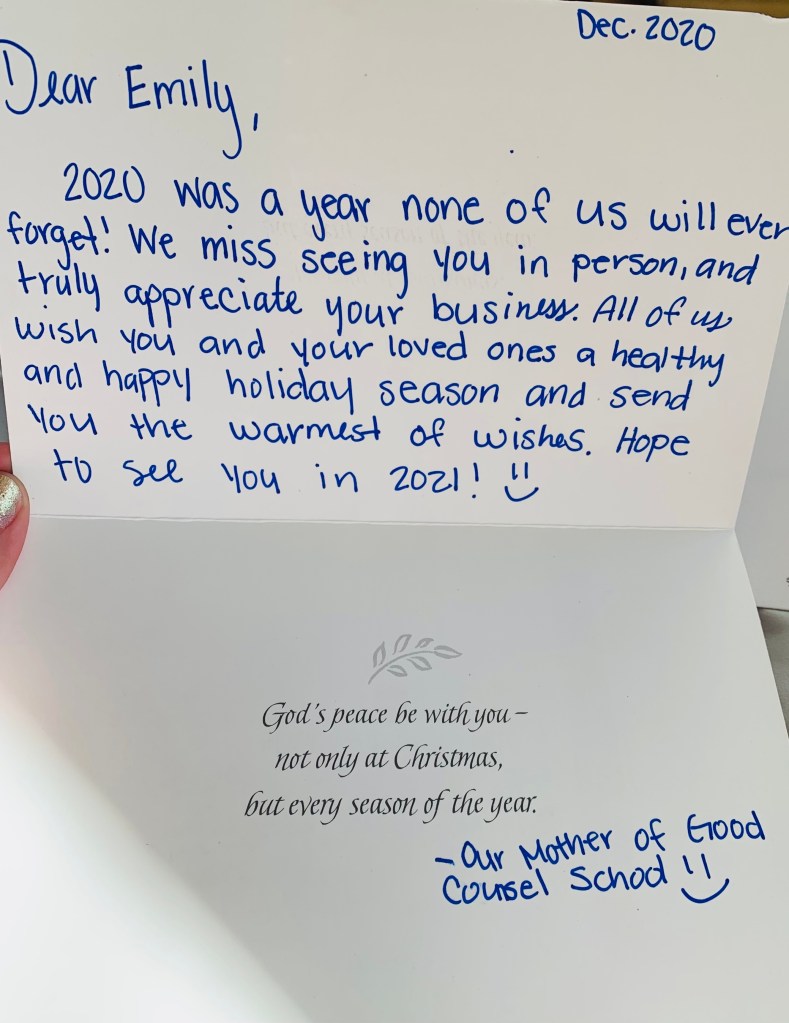 Dec. 2020
Dear Emily,
2020 was a year none of us will ever
forget! We miss seeing you in person, and
truly appreciate your business. All of us
wish you and your loved ones a healthy
and happy holiday season and send
you the warmest of wishes. Hope
to see you in 2021!
God's peace be with you –
not only at Christmas,
but every season of the year.
- Our Mother of Good
Counsel School